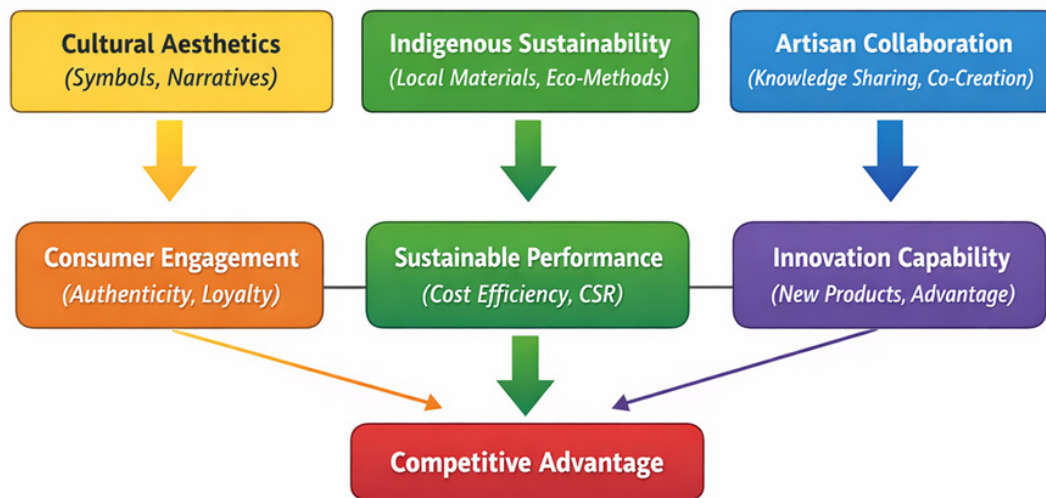 Cultural Aesthetics
(Symbols, Narratives)
Indigenous Sustainability
(Local Materials, Eco-Methods)
Artisan Collaboration
(Knowledge Sharing, Co-Creation)
Consumer Engagement
(Authenticity, Loyalty)
Sustainable Performance
(Cost Efficiency, CSR)
Innovation Capability
(New Products, Advantage)
Competitive Advantage